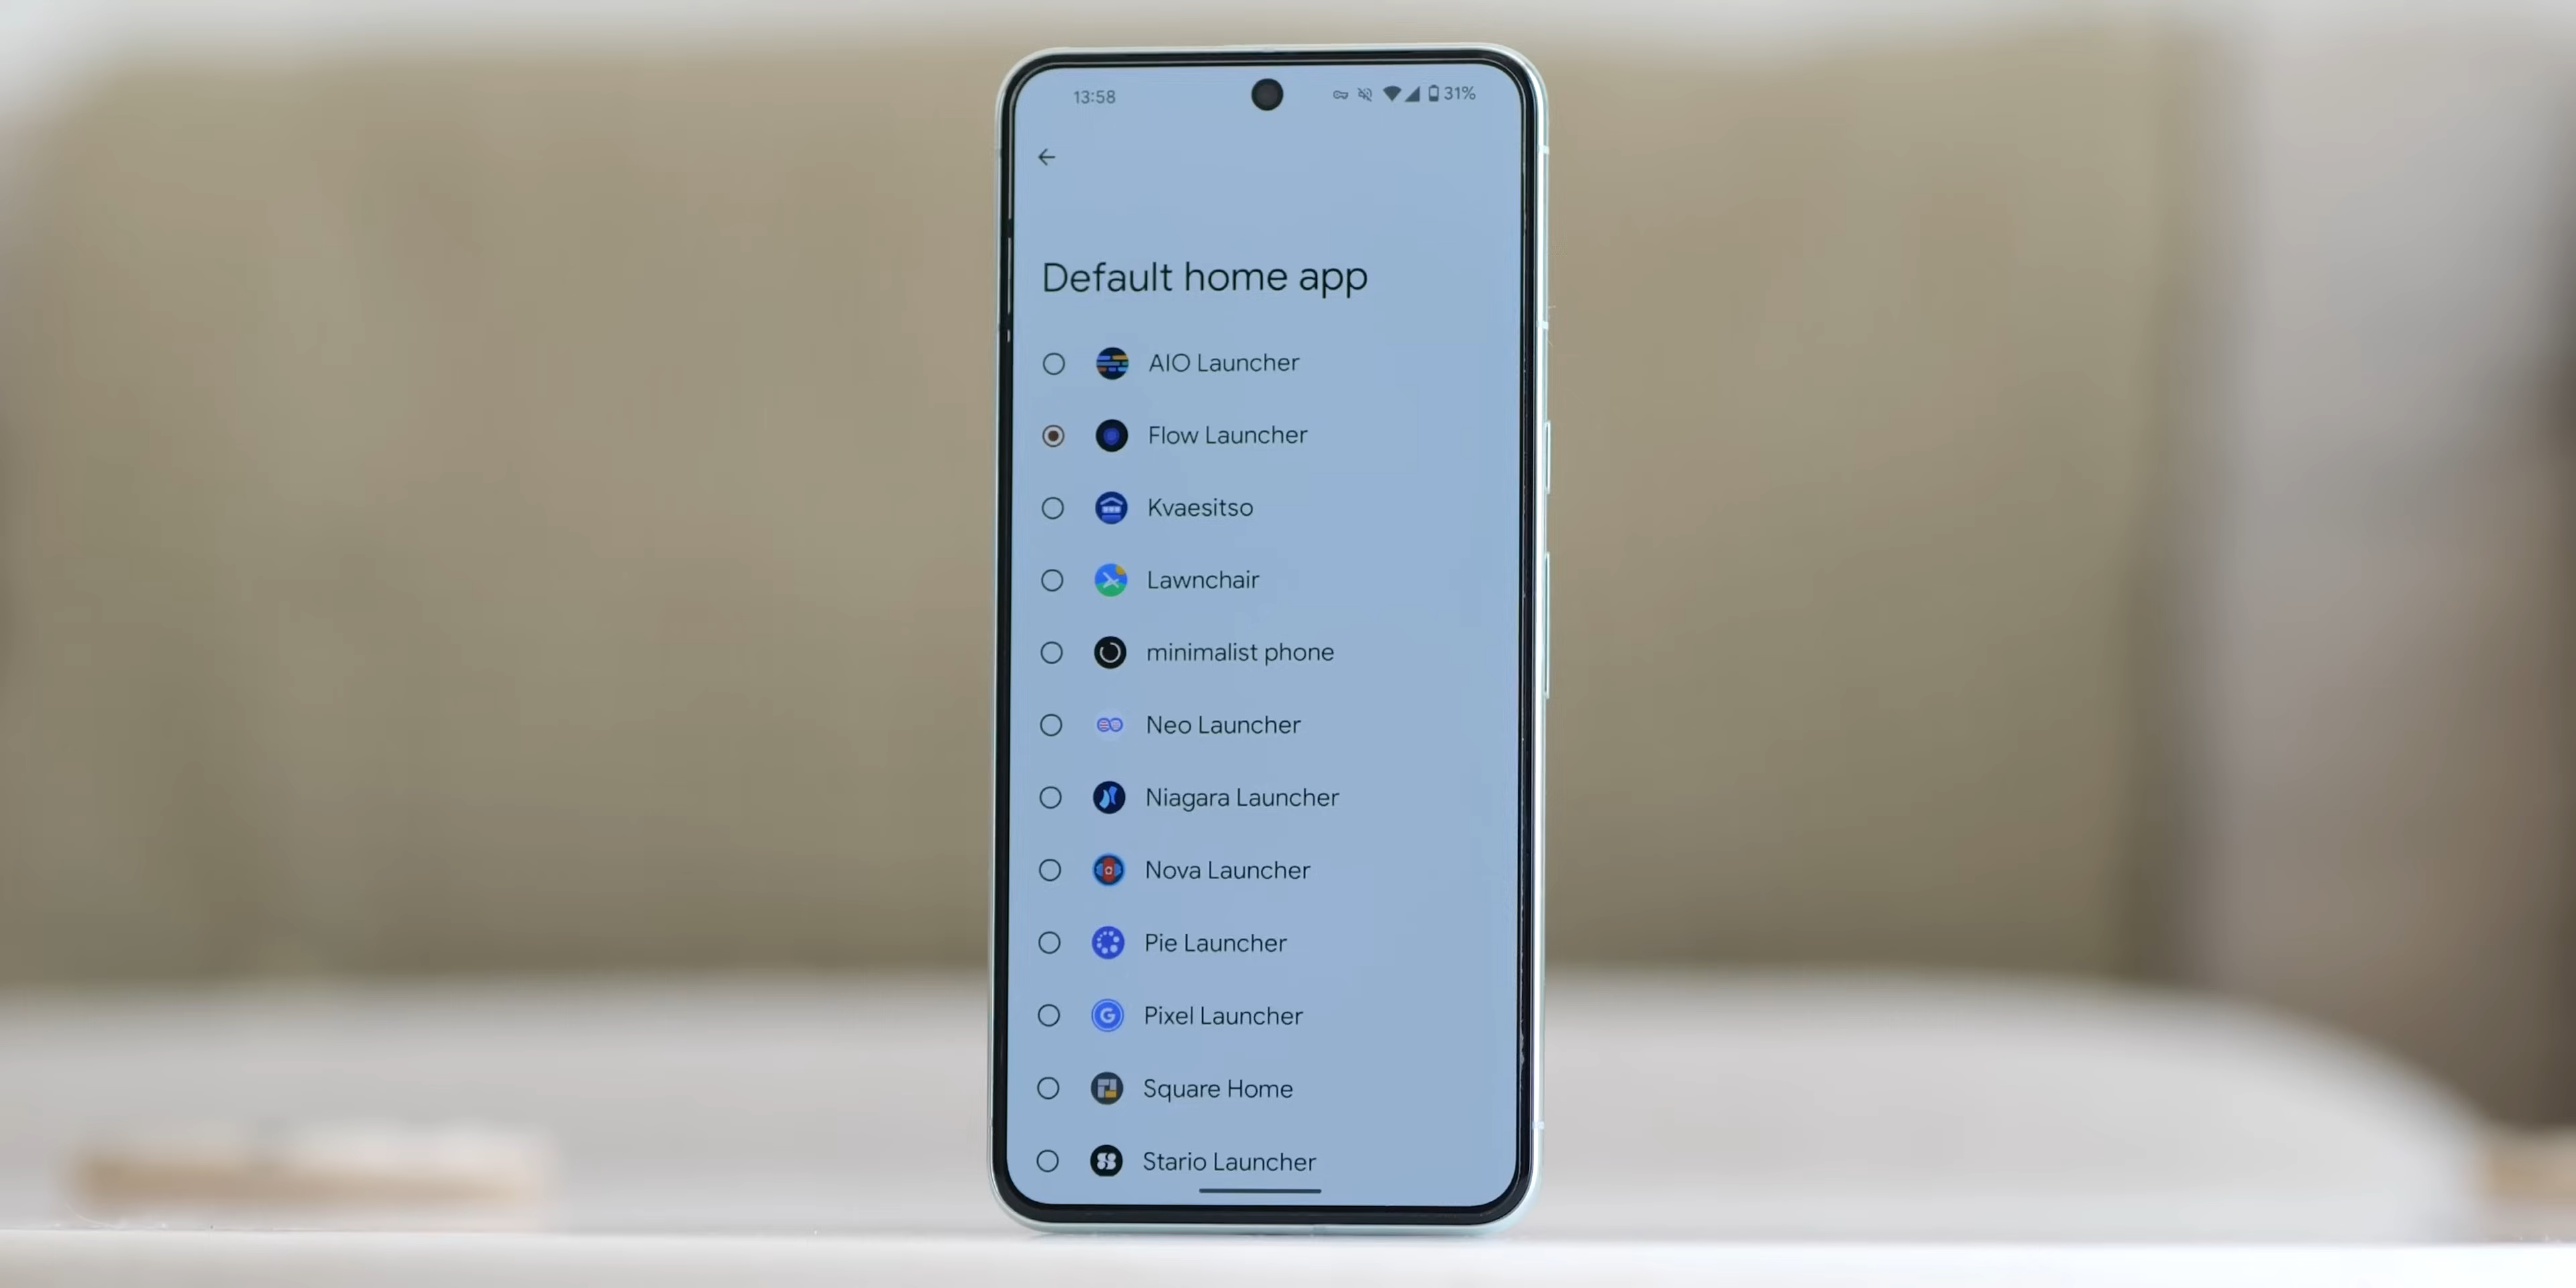 13:58 31%
Default home app
AIO Launcher
Flow Launcher
Kvaesitso
Lawnchair
minimalist phone
Neo Launcher
Niagara Launcher
Nova Launcher
Pie Launcher
Pixel Launcher
Square Home
Stario Launcher